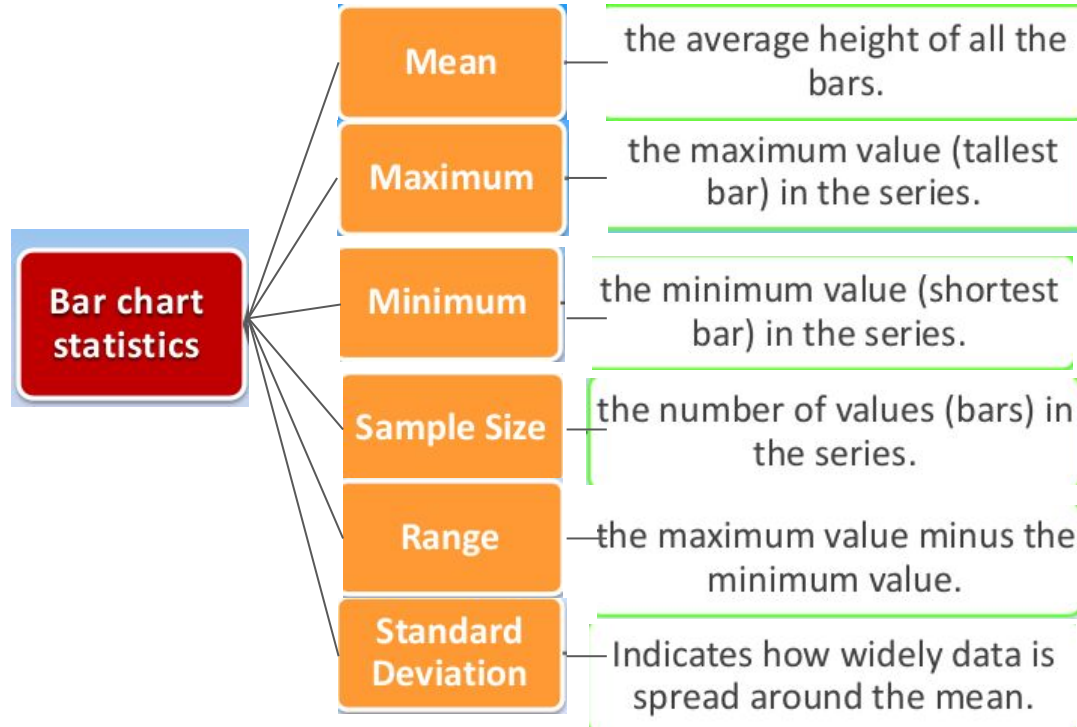 Bar chart
statistics
Mean
the average height of all the
bars.
Maximum
the maximum value (tallest
bar) in the series.
Minimum
the minimum value (shortest
bar) in the series.
Sample Size
the number of values (bars) in
the series.
Range
the maximum value minus the
minimum value.
Standard
Deviation
Indicates how widely data is
spread around the mean.